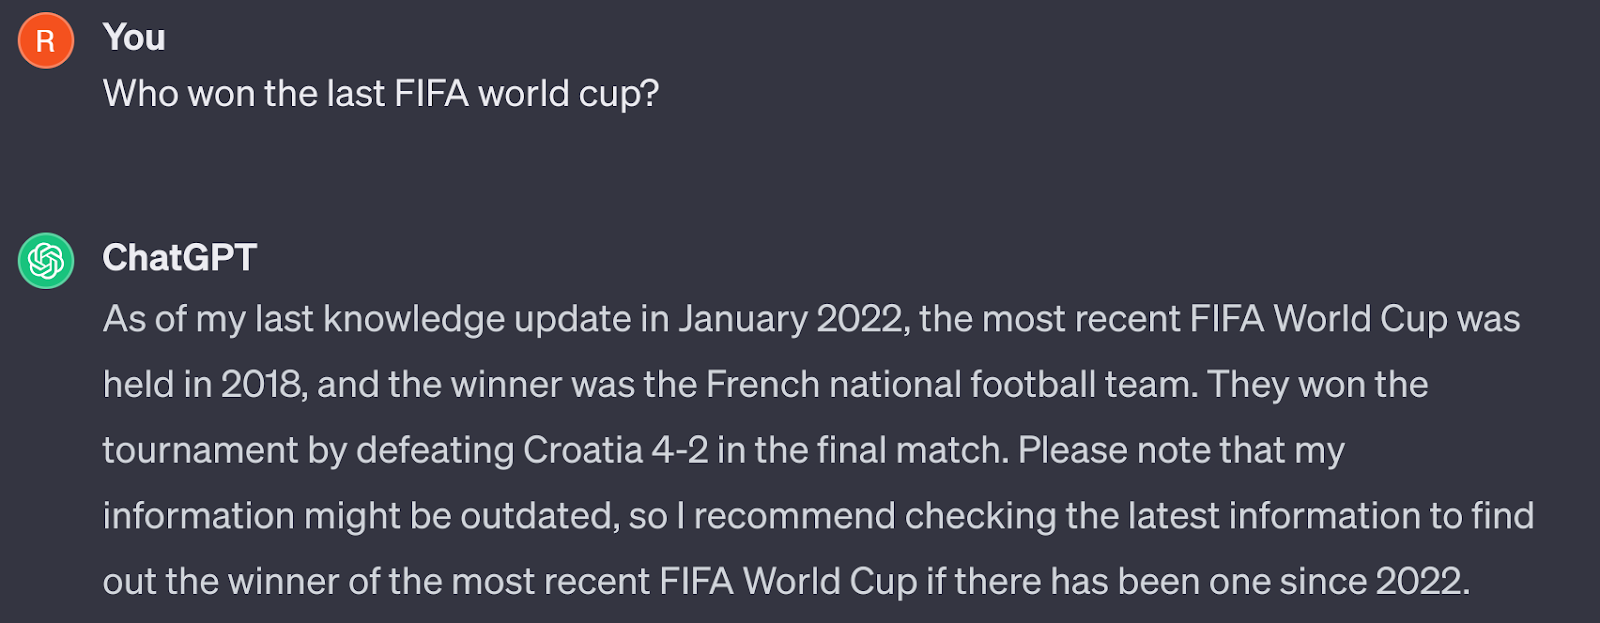 R
You
Who won the last FIFA world cup?
ChatGPT
As of my last knowledge update in January 2022, the most recent FIFA World Cup was
held in 2018, and the winner was the French national football team. They won the
tournament by defeating Croatia 4-2 in the final match. Please note that my
information might be outdated, so I recommend checking the latest information to find
out the winner of the most recent FIFA World Cup if there has been one since 2022.